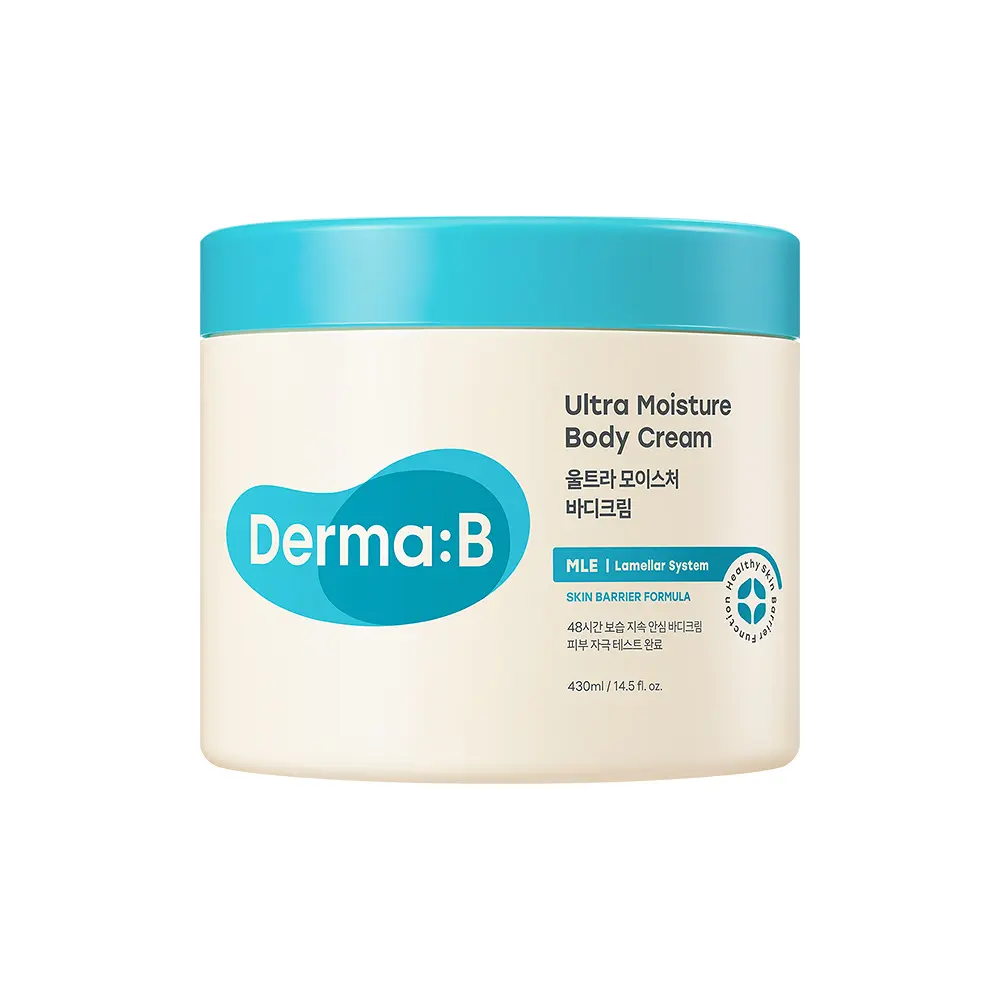 Derma:B
Ultra Moisture
Body Cream
울트라 모이스처
바디크림
MLE | Lamellar System
SKIN BARRIER FORMULA
Healthy Skin Barrier Function
48시간 보습 지속 안심 바디크림
피부 자극 테스트 완료
430ml / 14.5 fl. oz.